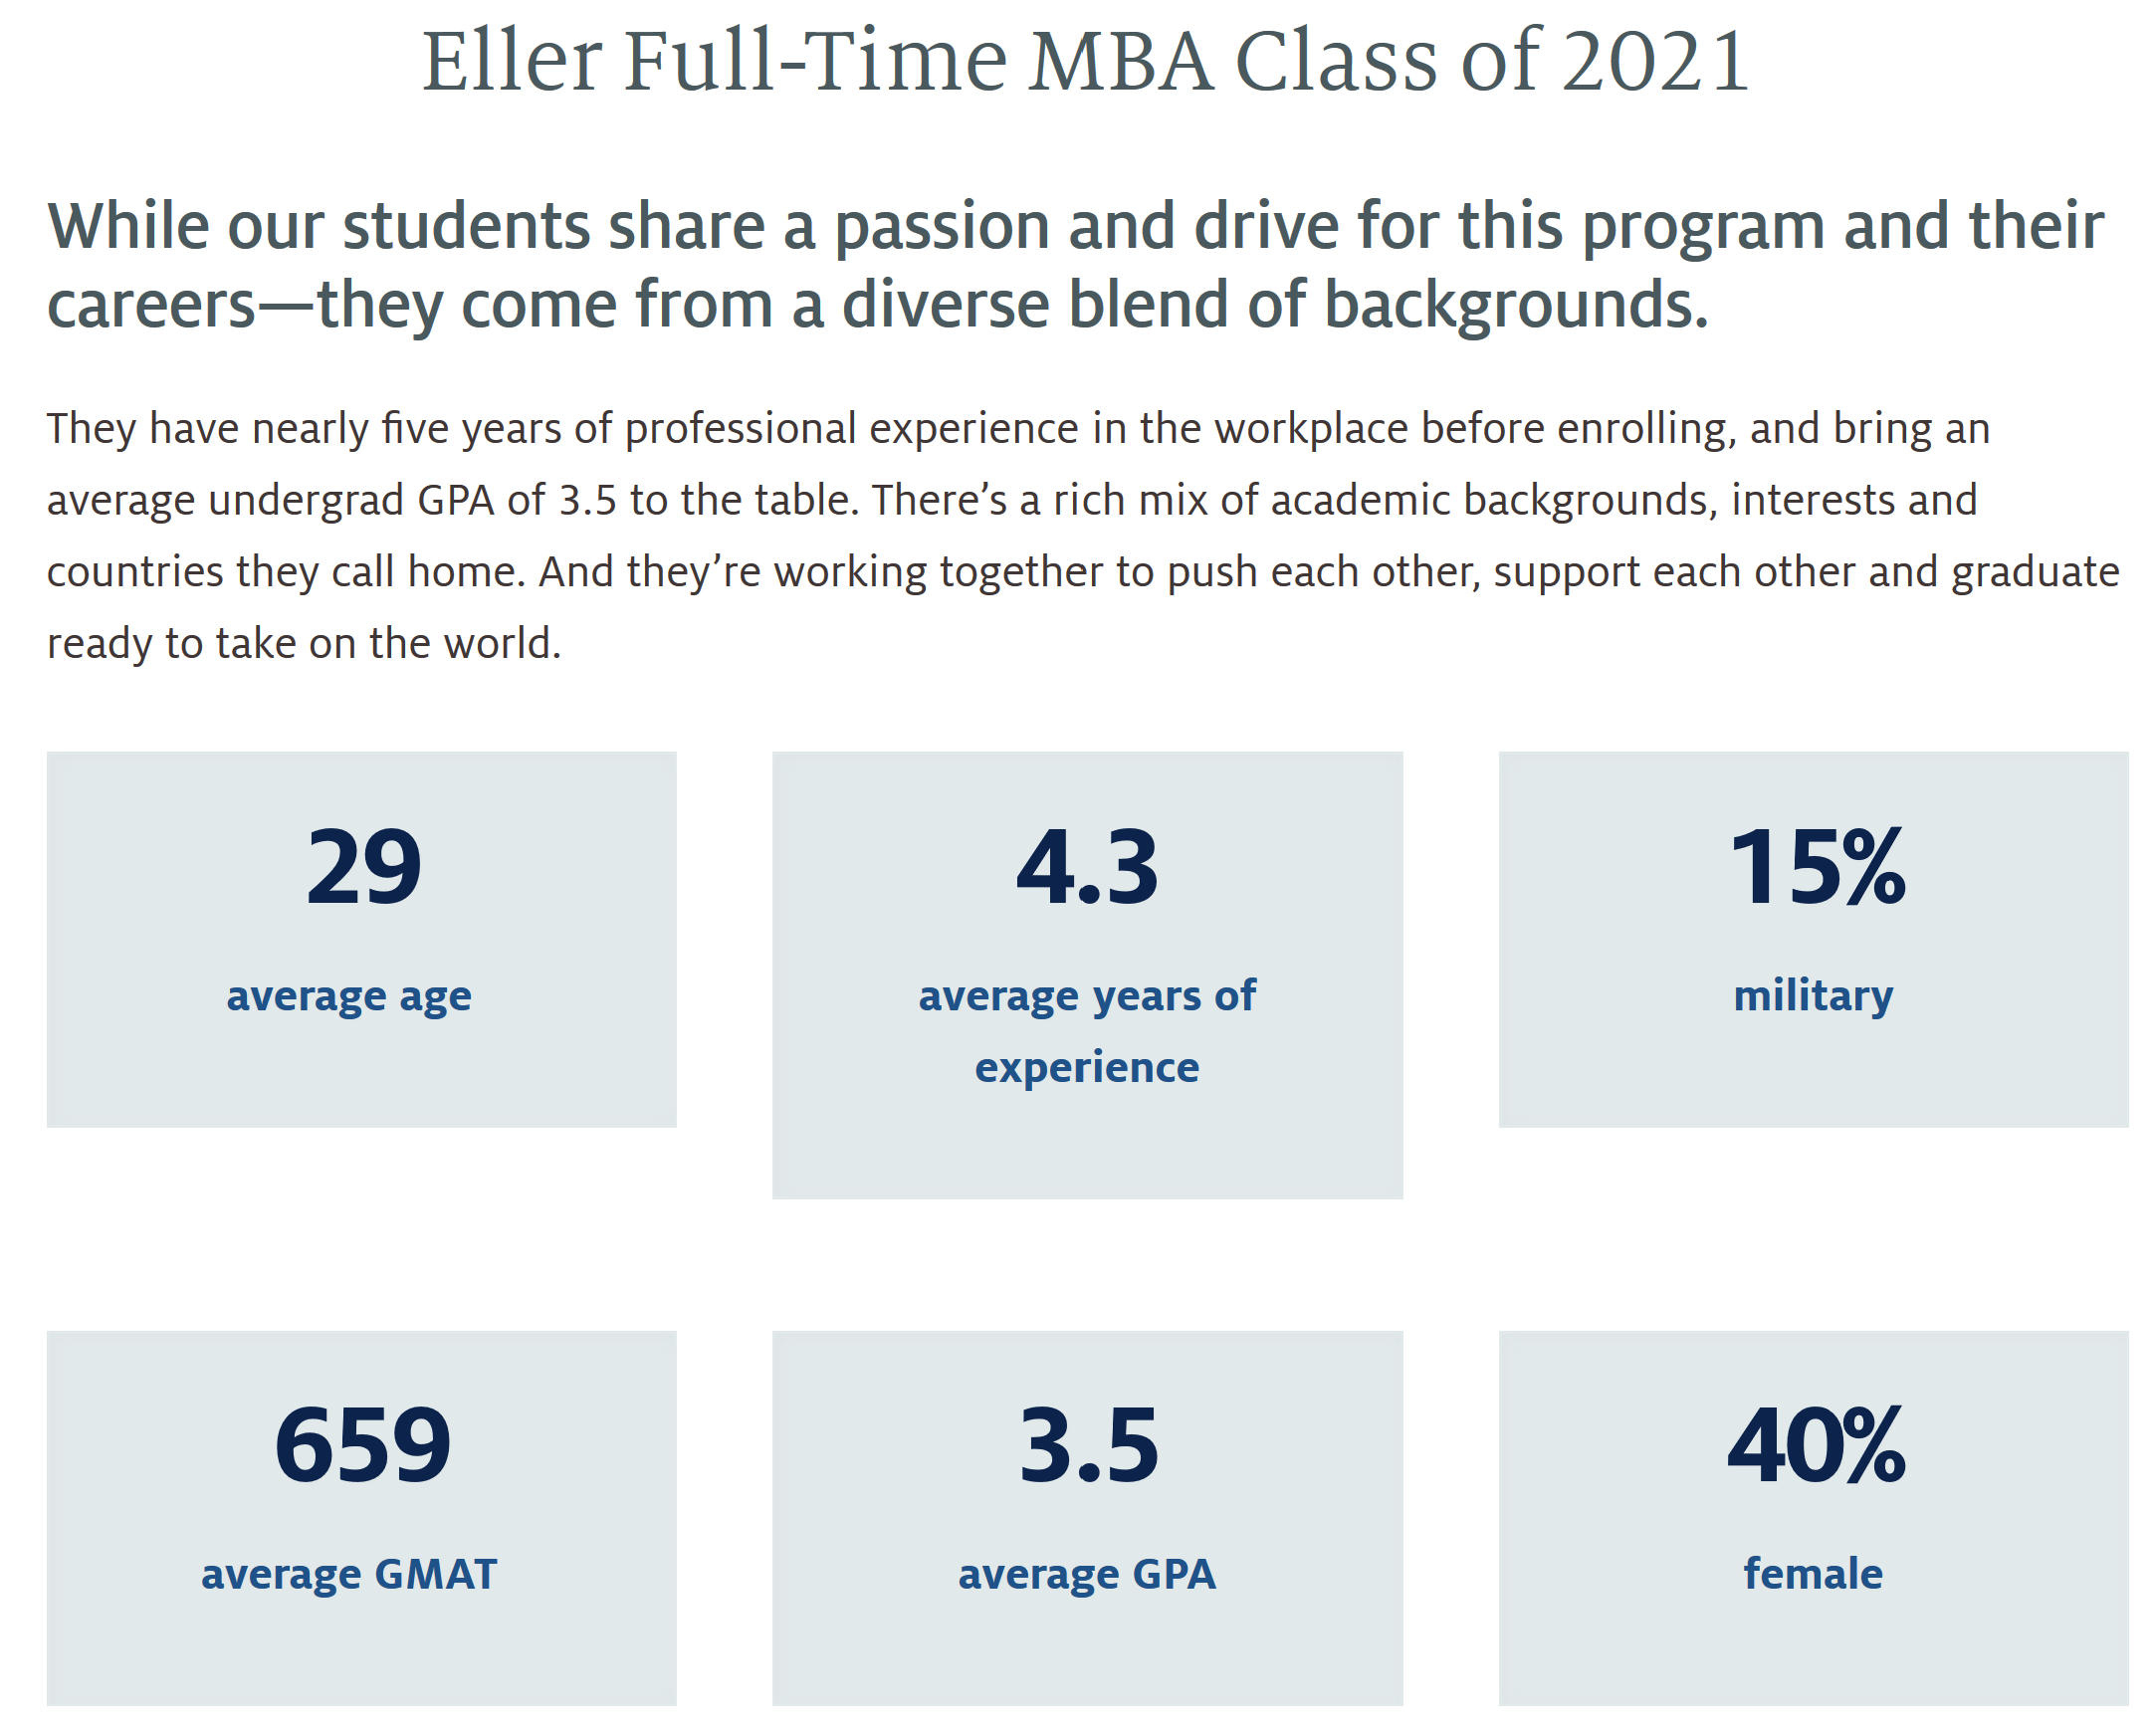 Eller Full-Time MBA Class of 2021
While our students share a passion and drive for this program and their
careers—they come from a diverse blend of backgrounds.
They have nearly five years of professional experience in the workplace before enrolling, and bring an
average undergrad GPA of 3.5 to the table. There’s a rich mix of academic backgrounds, interests and
countries they call home. And they’re working together to push each other, support each other and graduate
ready to take on the world.
29
average age
4.3
average years of
experience
15%
military
659
average GMAT
3.5
average GPA
40%
female